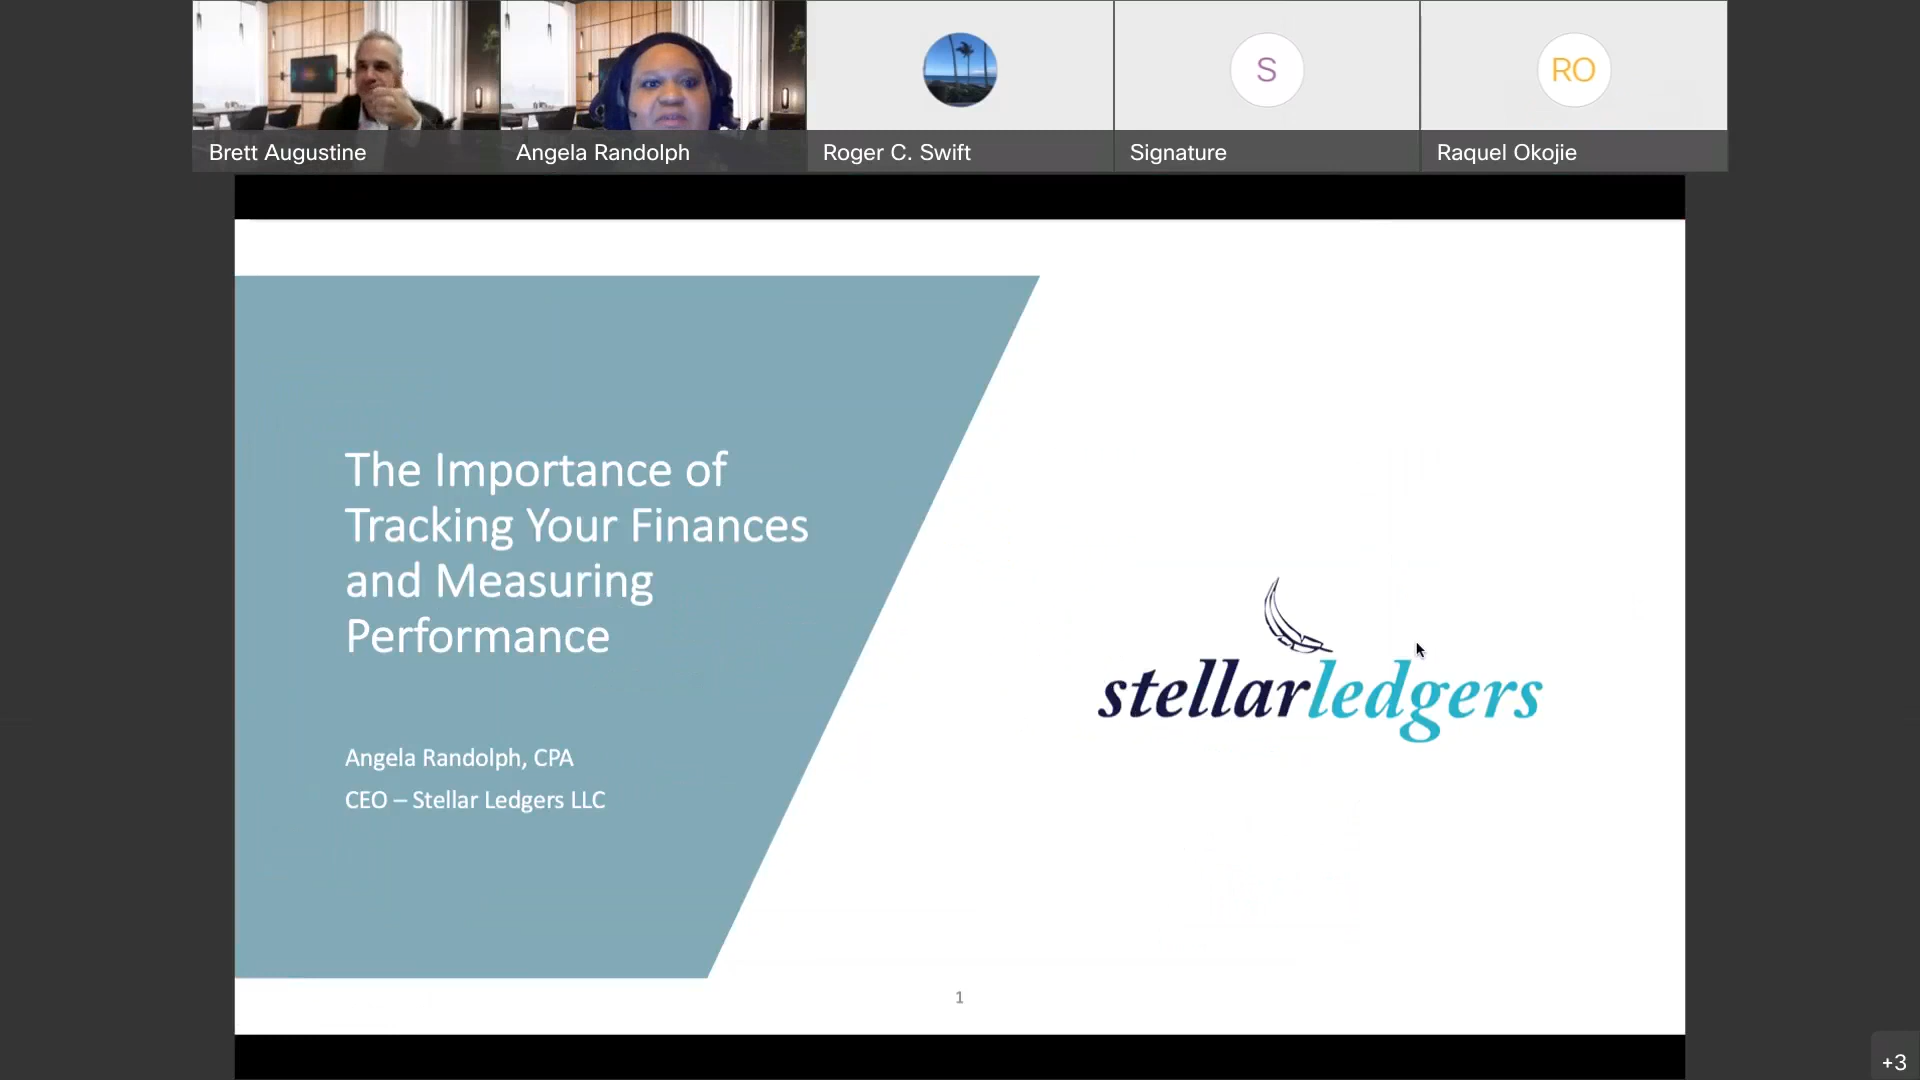 Brett Augustine
Angela Randolph
Roger C. Swift
S
Signature
RO
Raquel Okojie
The Importance of
Tracking Your Finances
and Measuring
Performance
Angela Randolph, CPA
CEO – Stellar Ledgers LLC
stellarledgers
1
+3